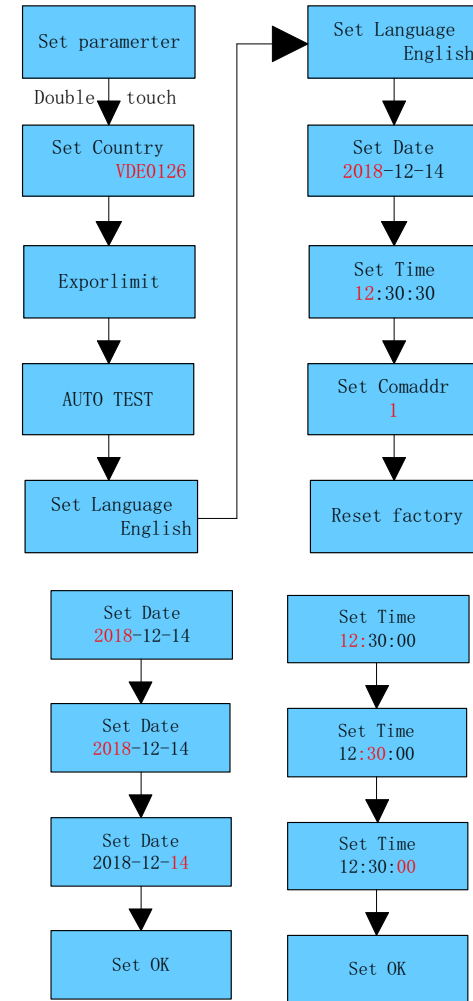 Set paramerter
Double touch
Set Country
VDE0126
Exporlimit
AUTO TEST
Set Language
English
Set Language
English
Set Date
2018-12-14
Set Time
12:30:30
Set Comaddr
1
Reset factory
Set Date
2018-12-14
Set Date
2018-12-14
Set Date
2018-12-14
Set OK
Set Time
12:30:00
Set Time
12:30:00
Set Time
12:30:00
Set OK